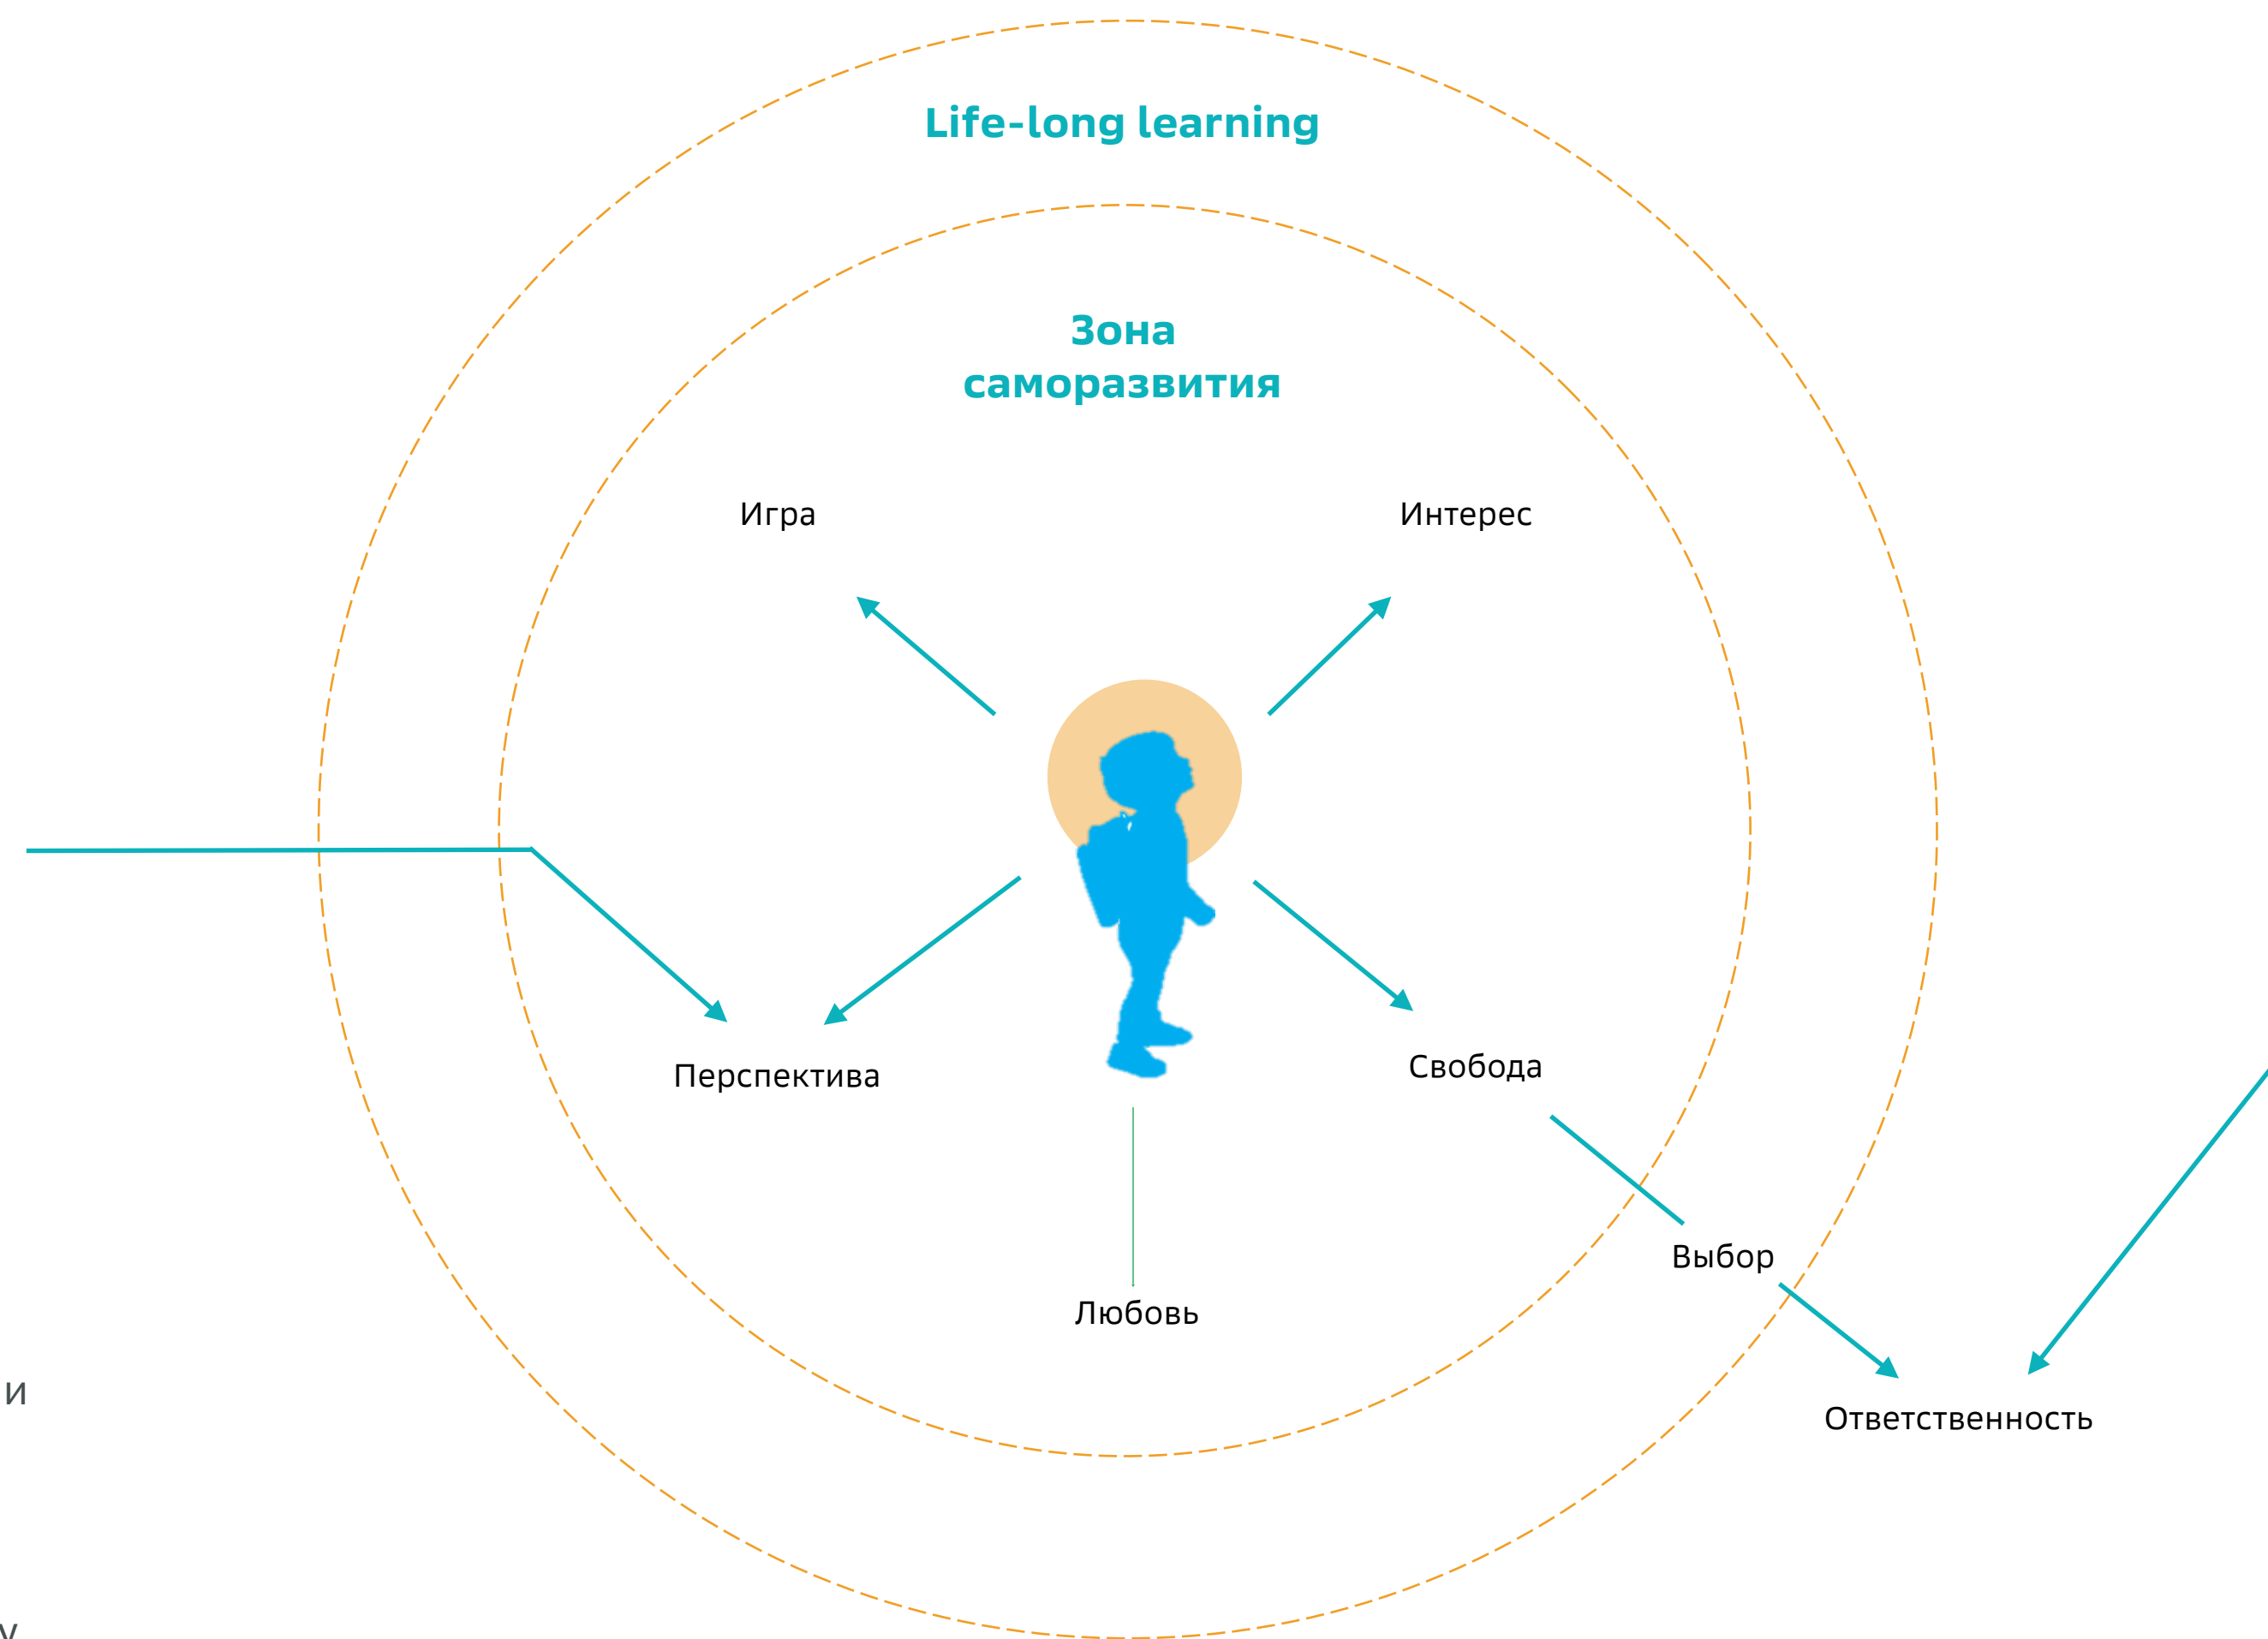 Life-long learning
Зона
саморазвития
Игра
Интерес
Перспектива
Свобода
Выбор
Любовь
и
Ответственность
у